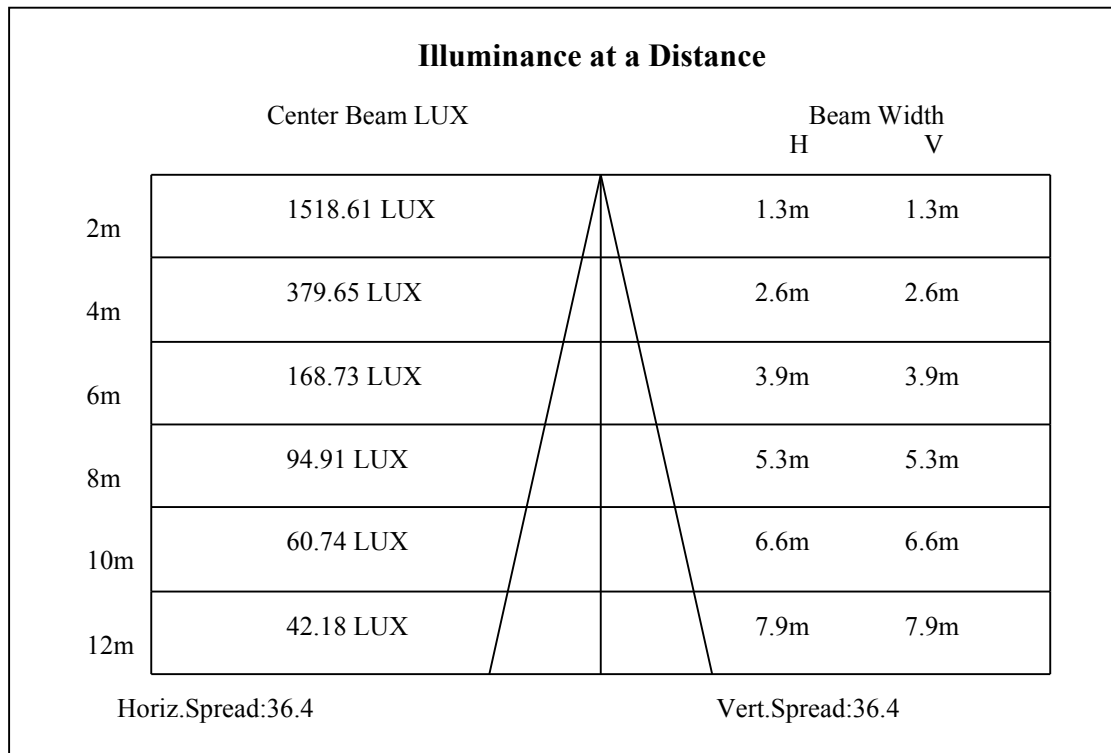 Illuminance at a Distance
Center Beam LUX Beam Width
H V
2m 1518.61 LUX 1.3m 1.3m
4m 379.65 LUX 2.6m 2.6m
6m 168.73 LUX 3.9m 3.9m
8m 94.91 LUX 5.3m 5.3m
10m 60.74 LUX 6.6m 6.6m
12m 42.18 LUX 7.9m 7.9m
Horiz.Spread:36.4 Vert.Spread:36.4